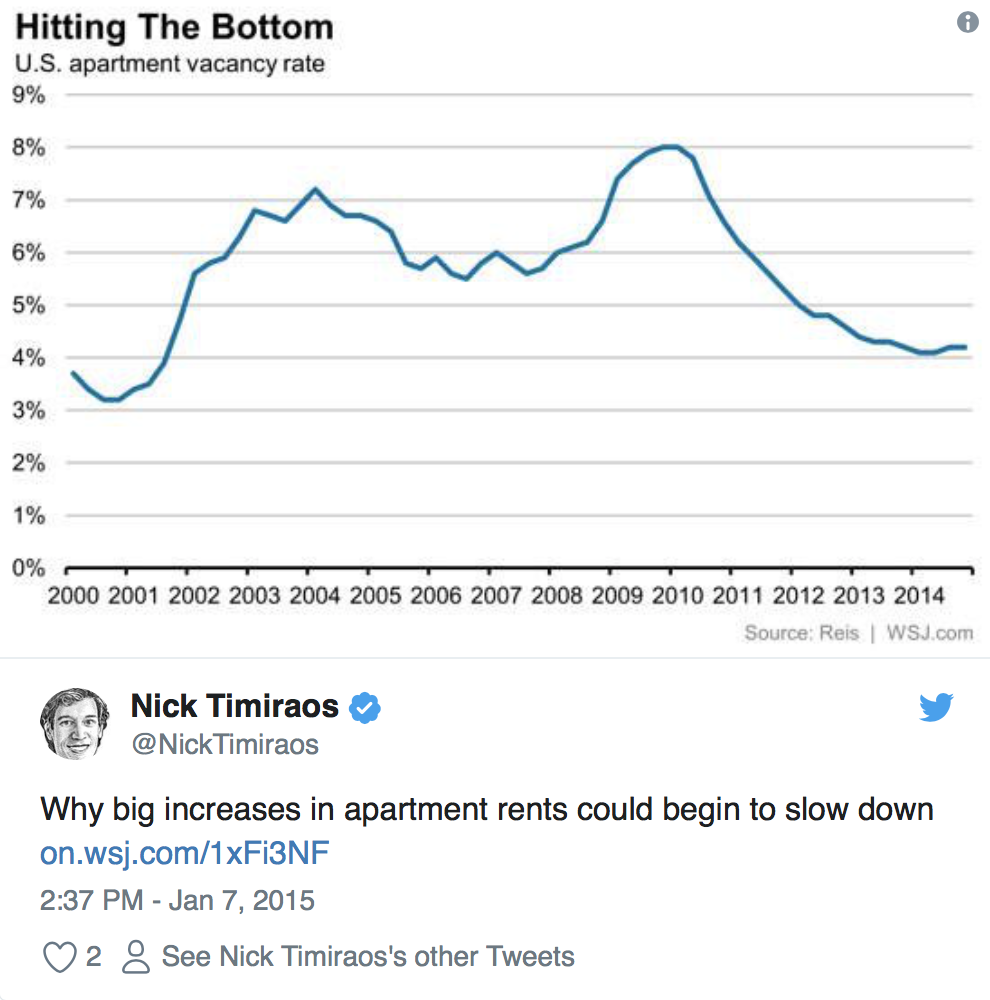 Hitting The Bottom
U.S. apartment vacancy rate
9%
8%
7%
6%
5%
4%
3%
2%
1%
0%
2000 2001 2002 2003 2004 2005 2006 2007 2008 2009 2010 2011 2012 2013 2014
Source: Reis | WSJ.com
Nick Timiraos
@NickTimiraos
Why big increases in apartment rents could begin to slow down
on.wsj.com/1xFi3NF
2:37 PM - Jan 7, 2015
2 See Nick Timiraos's other Tweets